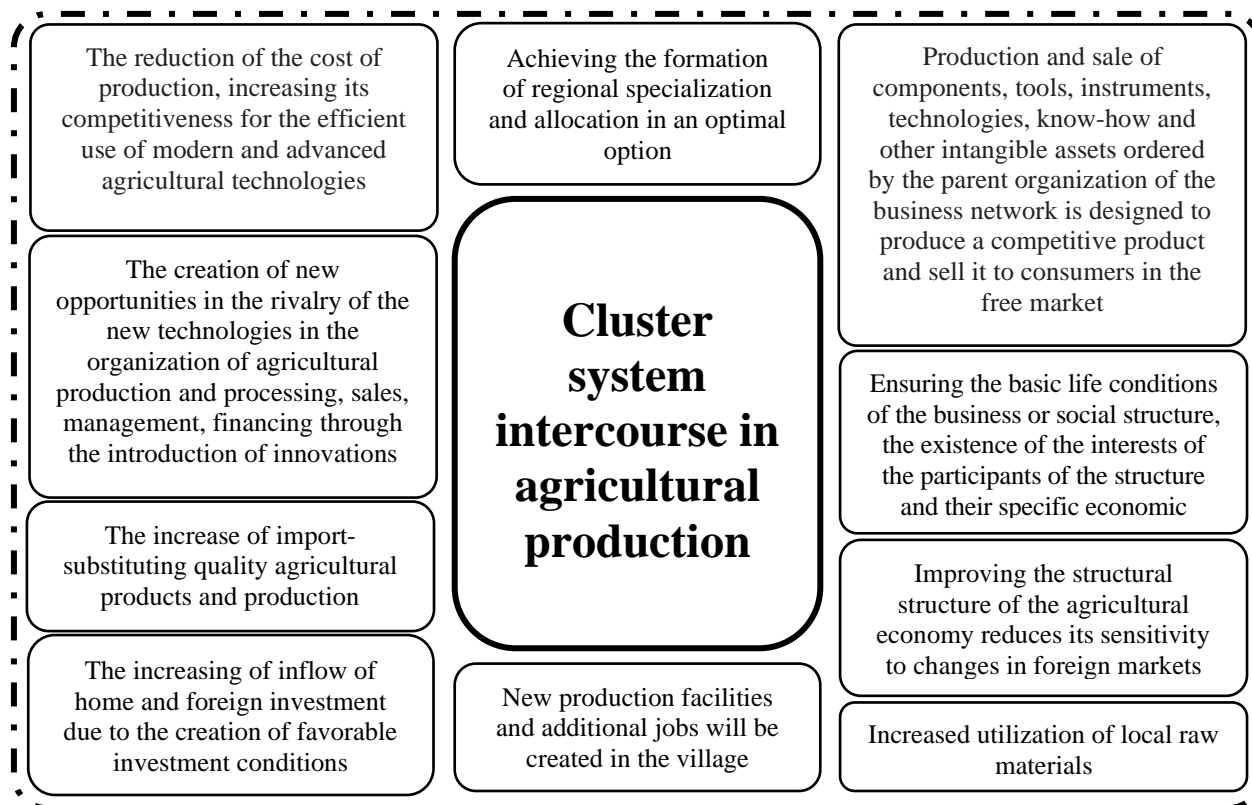 The reduction of the cost of
production, increasing its
competitiveness for the efficient
use of modern and advanced
agricultural technologies
The creation of new
opportunities in the rivalry of the
new technologies in the
organization of agricultural
production and processing, sales,
management, financing through
the introduction of innovations
The increase of import-
substituting quality agricultural
products and production
The increasing of inflow of
home and foreign investment
due to the creation of favorable
investment conditions
Achieving the formation
of regional specialization
and allocation in an optimal
option
Cluster
system
intercourse in
agricultural
production
New production facilities
and additional jobs will be
created in the village
Production and sale of
components, tools, instruments,
technologies, know-how and
other intangible assets ordered
by the parent organization of the
business network is designed to
produce a competitive product
and sell it to consumers in the
free market
Ensuring the basic life conditions
of the business or social structure,
the existence of the interests of
the participants of the structure
and their specific economic
Improving the structural
structure of the agricultural
economy reduces its sensitivity
to changes in foreign markets
Increased utilization of local raw
materials